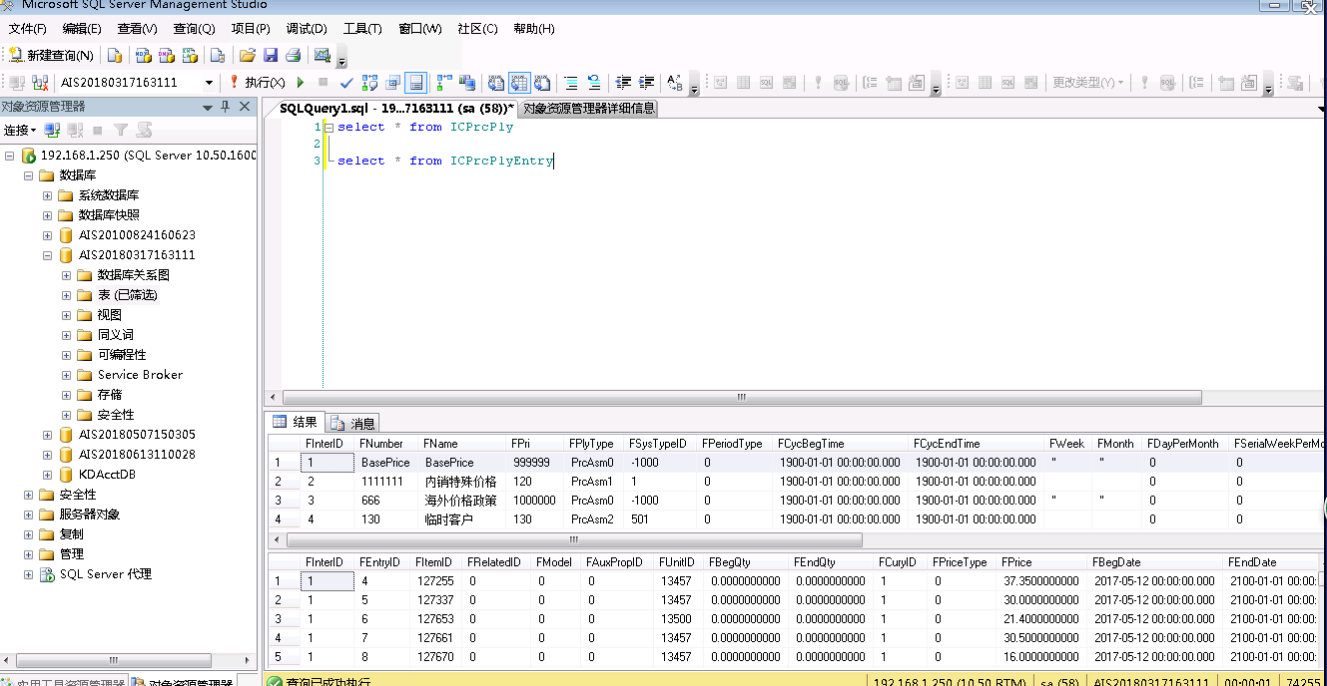 Microsoft SQL Server Management Studio
文件(F) 编辑(E) 查看(V) 查询(Q) 项目(P) 调试(D) 工具(T) 窗口(W) 社区(C) 帮助(H)
新建查询(N)
AIS20180317163111 执行(X) 更改类型(Y)
对象资源管理器
连接
192.168.1.250 (SQL Server 10.50.1600
数据库
系统数据库
数据库快照
AIS20100824160623
AIS20180317163111
数据库关系图
表 (已筛选)
视图
同义词
可编程性
Service Broker
存储
安全性
AIS20180507150305
AIS20180613110028
KDAcctDB
安全性
服务器对象
复制
管理
SQL Server 代理
实用工具资源管理器 对象资源管理器
SQLQuery1.sql - 19...7163111 (sa (58))* 对象资源管理器详细信息
1 select * from ICPrcPly
2
3 select * from ICPrcPlyEntry
结果 消息
FInterID FNumber FName FPri FPlyType FSysTypeID FPeriodType FCycBegTime FCycEndTime FWeek FMonth FDayPerMonth FSerialWeekPerMo
1 1 BasePrice BasePrice 999999 PrcAsm0 -1000 0 1900-01-01 00:00:00.000 1900-01-01 00:00:00.000 '' '' 0 0
2 2 1111111 内销特殊价格 120 PrcAsm1 1 0 1900-01-01 00:00:00.000 1900-01-01 00:00:00.000 0 0
3 3 666 海外价格政策 1000000 PrcAsm0 -1000 0 1900-01-01 00:00:00.000 1900-01-01 00:00:00.000 '' '' 0 0
4 4 130 临时客户 130 PrcAsm2 501 0 1900-01-01 00:00:00.000 1900-01-01 00:00:00.000 0 0
FInterID FEntryID FItemID FRelatedID FModel FAuxPropID FUnitID FBegQty FEndQty FCuryID FPriceType FPrice FBegDate FEndDate
1 1 4 127255 0 0 0 13457 0.0000000000 0.0000000000 1 0 37.3500000000 2017-05-12 00:00:00.000 2100-01-01 00:00:
2 1 5 127337 0 0 0 13457 0.0000000000 0.0000000000 1 0 30.0000000000 2017-05-12 00:00:00.000 2100-01-01 00:00:
3 1 6 127653 0 0 0 13500 0.0000000000 0.0000000000 1 0 21.4000000000 2017-05-12 00:00:00.000 2100-01-01 00:00:
4 1 7 127661 0 0 0 13457 0.0000000000 0.0000000000 1 0 30.5000000000 2017-05-12 00:00:00.000 2100-01-01 00:00:
5 1 8 127670 0 0 0 13457 0.0000000000 0.0000000000 1 0 16.0000000000 2017-05-12 00:00:00.000 2100-01-01 00:00:
查询已成功执行 192.168.1.250 (10.50 RTM) sa (58) AIS20180317163111 00:00:01 74255